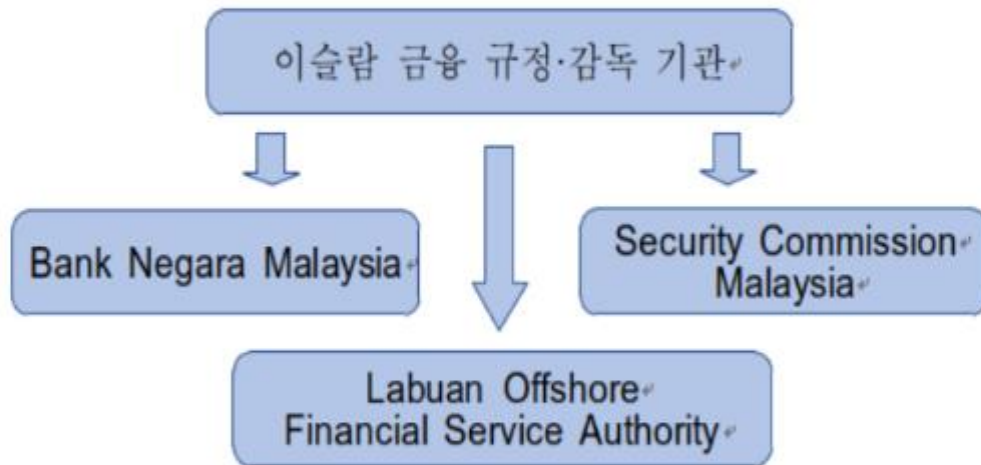 이슬람 금융 규정·감독 기관
Bank Negara Malaysia
Security Commission
Malaysia
Labuan Offshore
Financial Service Authority